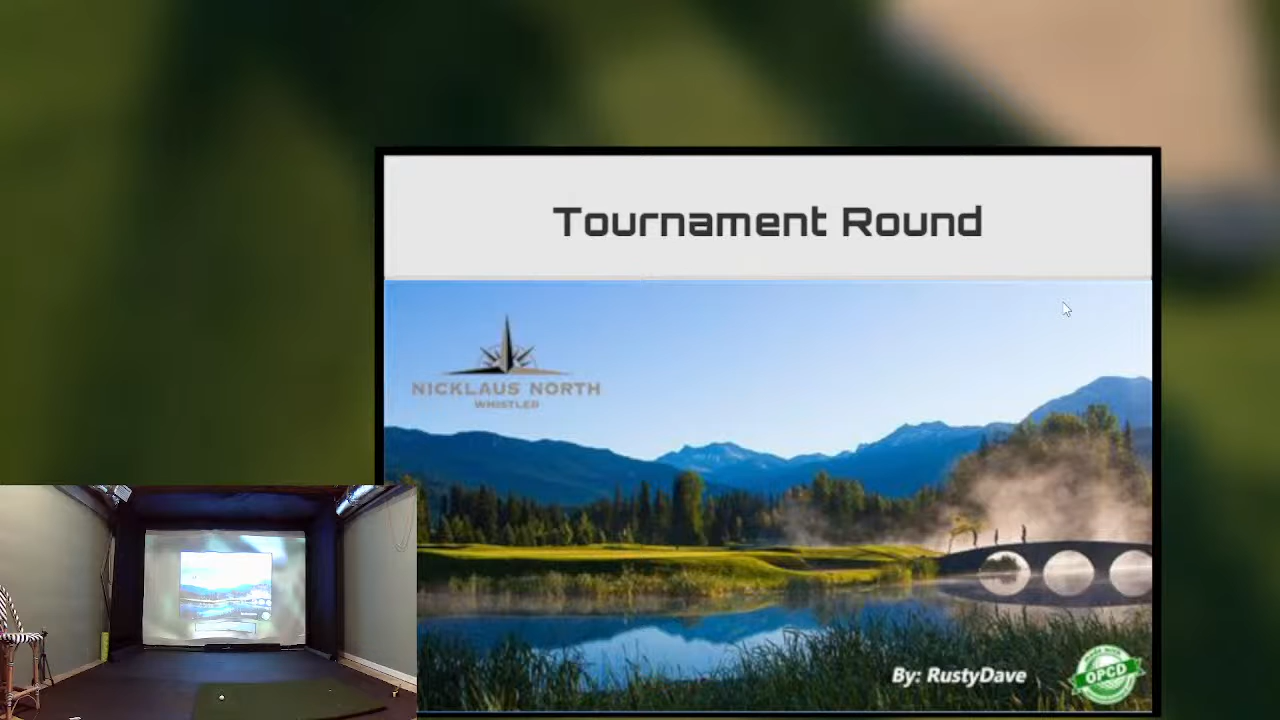 Tournament Round
NICKLAUS NORTH
WHISTLER
By: RustyDave
OPCD